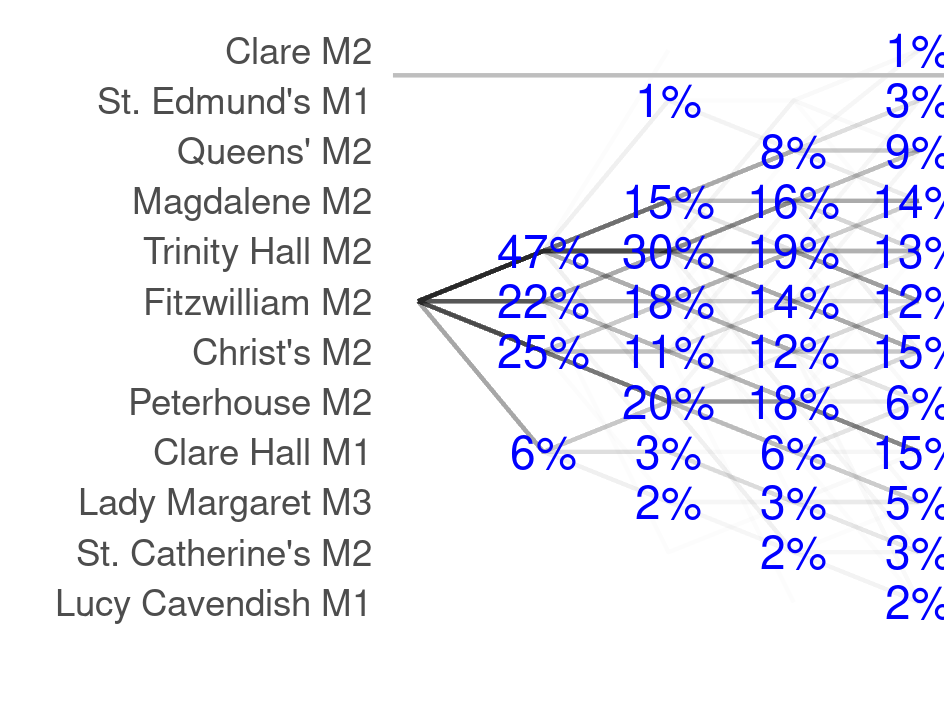 Clare M2 1%
St. Edmund's M1 1% 3%
Queens' M2 8% 9%
Magdalene M2 15% 16% 14%
Trinity Hall M2 47% 30% 19% 13%
Fitzwilliam M2 22% 18% 14% 12%
Christ's M2 25% 11% 12% 15%
Peterhouse M2 20% 18% 6%
Clare Hall M1 6% 3% 6% 15%
Lady Margaret M3 2% 3% 5%
St. Catherine's M2 2% 3%
Lucy Cavendish M1 2%